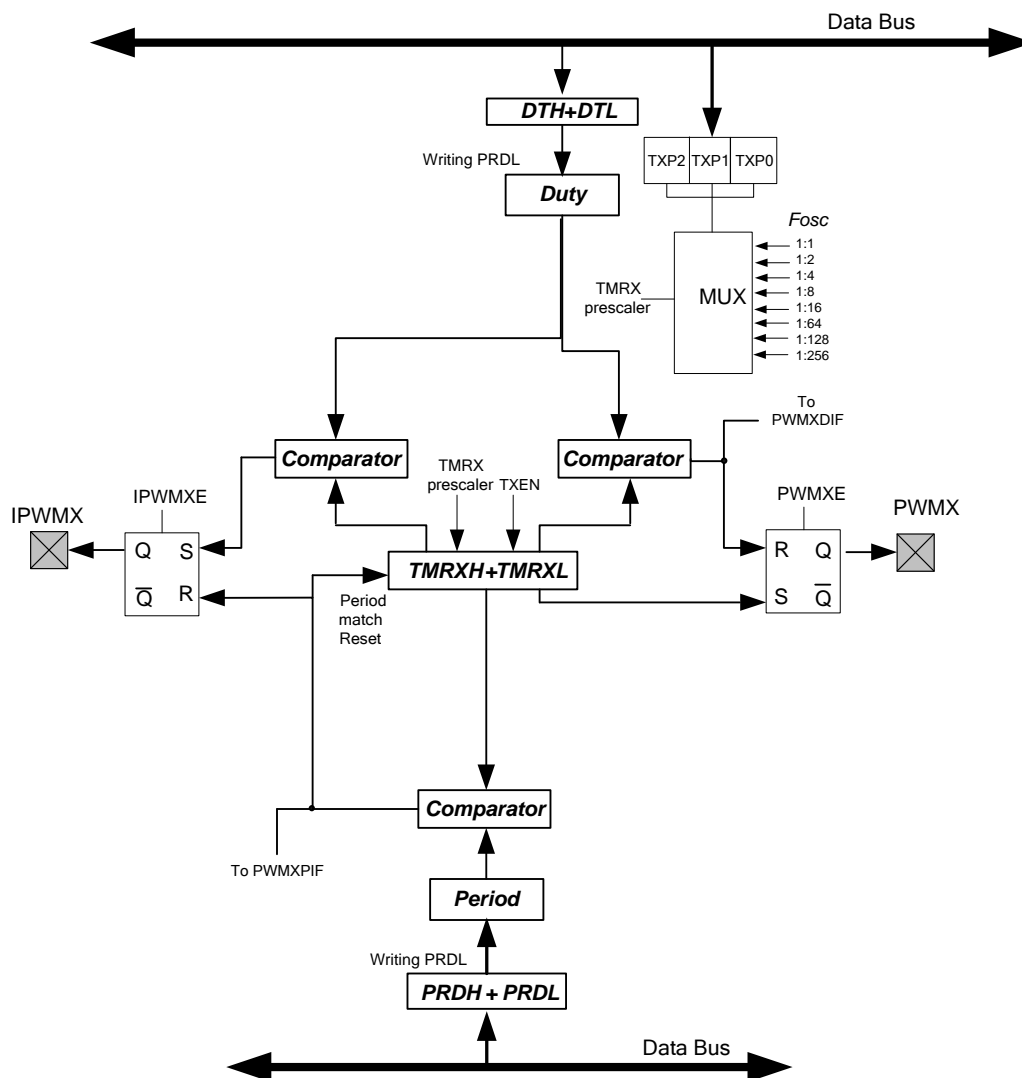 Data Bus
DTH+DTL
Writing PRDL
TXP2 TXP1 TXP0
Duty
Fosc
1:1
1:2
1:4
1:8
1:16
1:64
1:128
1:256
TMRX
prescaler
MUX
To
PWMXDIF
Comparator
Comparator
TMRX
prescaler
TXEN
IPWMXE
PWMXE
IPWMX
PWMX
Q S
Q̅ R
R Q
S Q̅
TMRXH+TMRXL
Period
match
Reset
Comparator
To PWMXPIF
Period
Writing PRDL
PRDH + PRDL
Data Bus